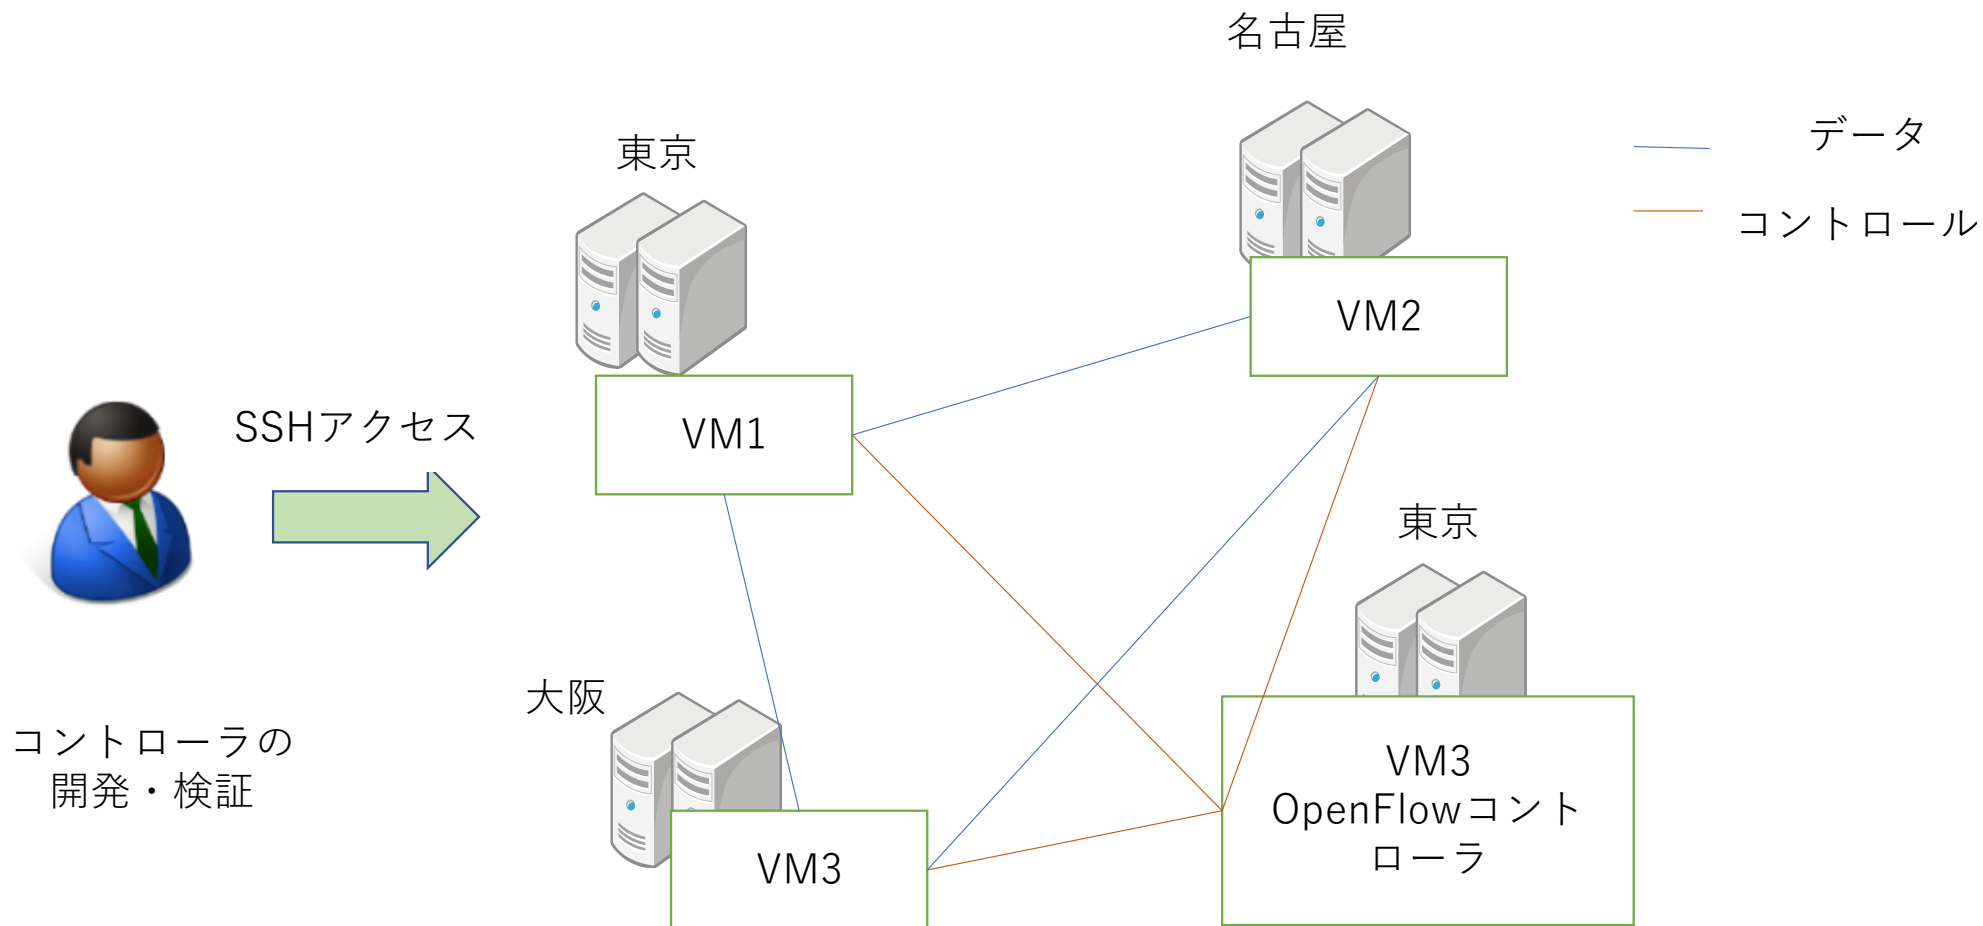 名古屋
データ
東京
コントロール
VM2
SSHアクセス
VM1
東京
大阪
コントローラの
開発・検証
VM3
OpenFlowコント
ローラ
VM3